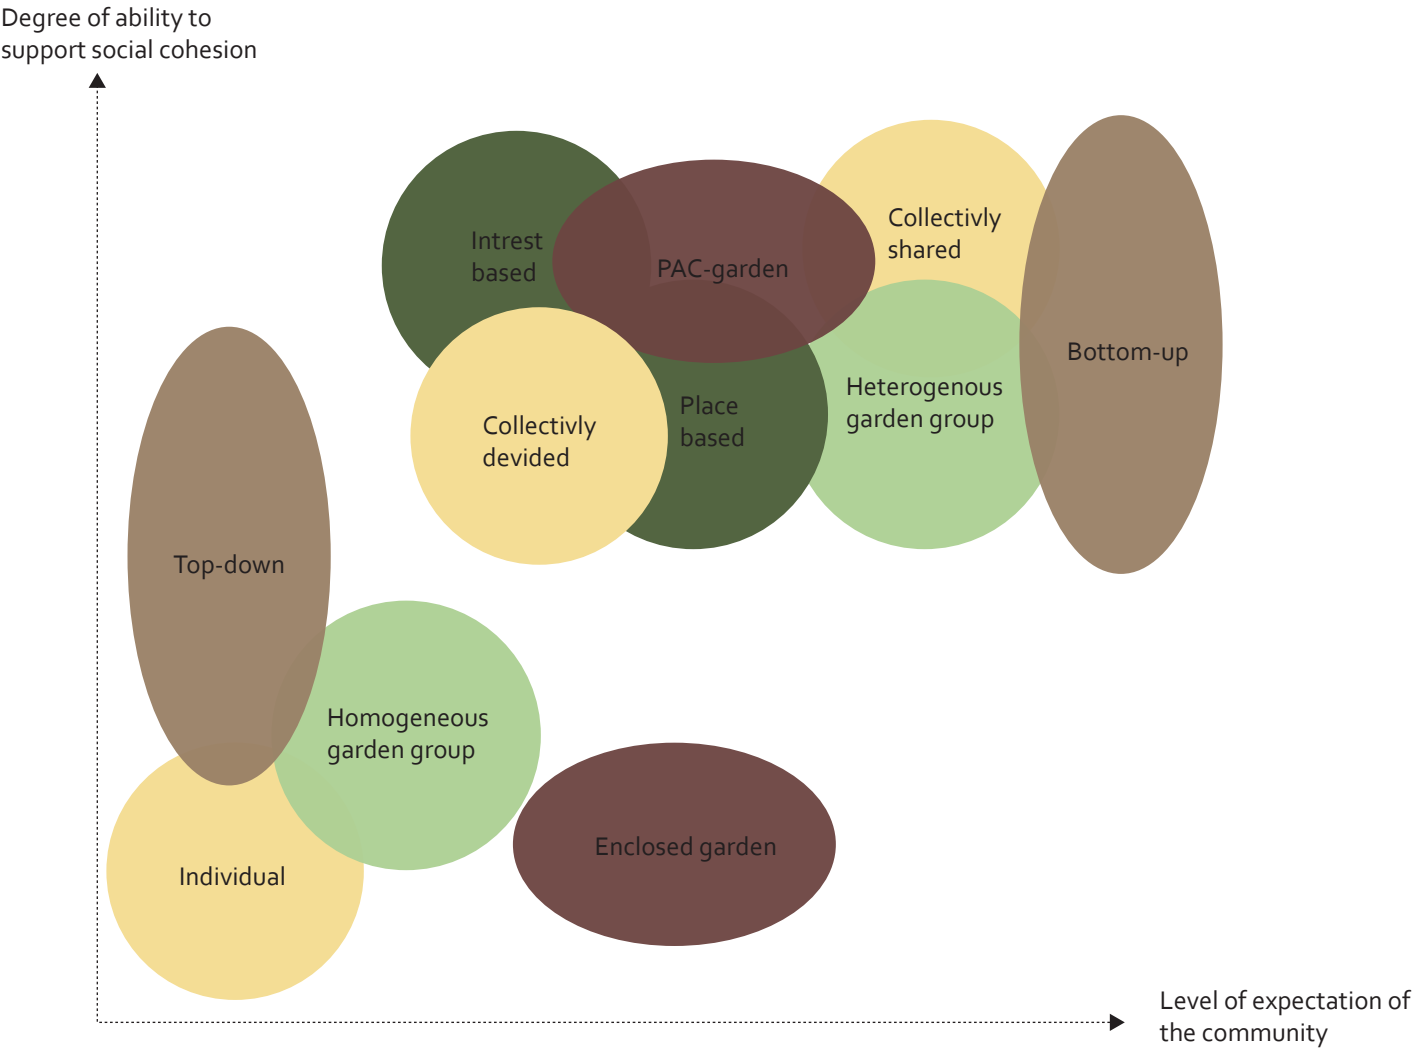 Degree of ability to
support social cohesion
Collectivly
shared
Intrest
based
PAC-garden
Bottom-up
Heterogenous
garden group
Place
based
Collectivly
devided
Top-down
Homogeneous
garden group
Enclosed garden
Individual
Level of expectation of
the community